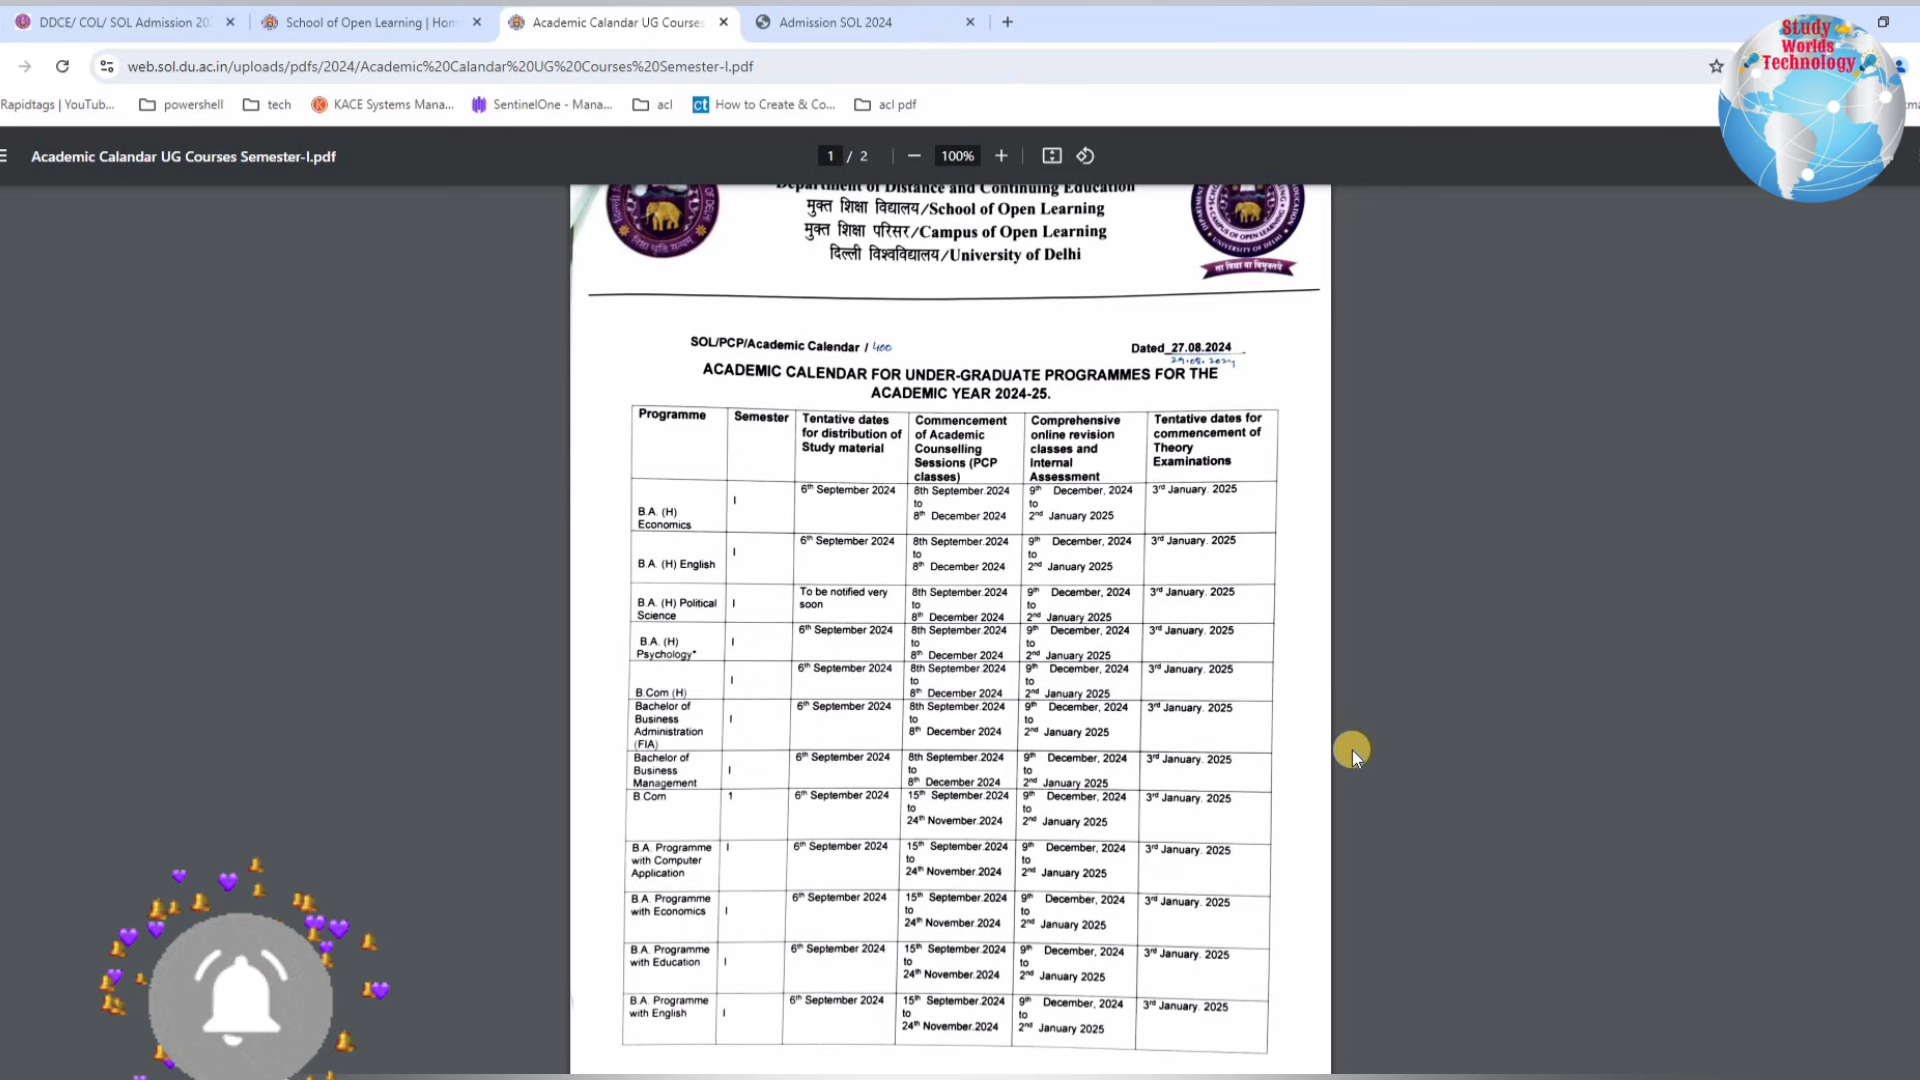 DDCE/ COL/ SOL Admission 20
School of Open Learning | Hom
Academic Calandar UG Courses
Admission SOL 2024
Study
Worlds
Technology
web.sol.du.ac.in/uploads/pdfs/2024/Academic%20Calandar%20UG%20Courses%20Semester-I.pdf
Rapidtags | YouTub...
powershell
tech
KACE Systems Mana...
SentinelOne - Mana...
acl
ct How to Create & Co...
acl pdf
Academic Calandar UG Courses Semester-I.pdf
1 / 2
100%
Department of Distance and Continuing Education
मुक्त शिक्षा विद्यालय/School of Open Learning
मुक्त शिक्षा परिसर/Campus of Open Learning
दिल्ली विश्वविद्यालय/University of Delhi
SOL/PCP/Academic Calendar / 400
Dated 27.08.2024
29.08.2024
ACADEMIC CALENDAR FOR UNDER-GRADUATE PROGRAMMES FOR THE
ACADEMIC YEAR 2024-25.
Programme Semester Tentative dates for distribution of Study material Commencement of Academic Counselling Sessions (PCP classes) Comprehensive online revision classes and Internal Assessment Tentative dates for commencement of Theory Examinations
B.A. (H) Economics I 6th September 2024 8th September.2024 to 8th December 2024 9th December, 2024 to 2nd January 2025 3rd January. 2025
B.A. (H) English I 6th September 2024 8th September.2024 to 8th December 2024 9th December, 2024 to 2nd January 2025 3rd January. 2025
B.A. (H) Political Science I To be notified very soon 8th September.2024 to 8th December 2024 9th December, 2024 to 2nd January 2025 3rd January. 2025
B.A. (H) Psychology* I 6th September 2024 8th September.2024 to 8th December 2024 9th December, 2024 to 2nd January 2025 3rd January. 2025
B.Com (H) I 6th September 2024 8th September.2024 to 8th December 2024 9th December, 2024 to 2nd January 2025 3rd January. 2025
Bachelor of Business Administration (FIA) I 6th September 2024 8th September.2024 to 8th December 2024 9th December, 2024 to 2nd January 2025 3rd January. 2025
Bachelor of Business Management I 6th September 2024 8th September.2024 to 8th December 2024 9th December, 2024 to 2nd January 2025 3rd January. 2025
B.Com 1 6th September 2024 15th September.2024 to 24th November.2024 9th December, 2024 to 2nd January 2025 3rd January. 2025
B.A. Programme with Computer Application I 6th September 2024 15th September.2024 to 24th November.2024 9th December, 2024 to 2nd January 2025 3rd January. 2025
B.A. Programme with Economics I 6th September 2024 15th September.2024 to 24th November.2024 9th December, 2024 to 2nd January 2025 3rd January. 2025
B.A. Programme with Education I 6th September 2024 15th September.2024 to 24th November.2024 9th December, 2024 to 2nd January 2025 3rd January. 2025
B.A. Programme with English I 6th September 2024 15th September.2024 to 24th November.2024 9th December, 2024 to 2nd January 2025 3rd January. 2025